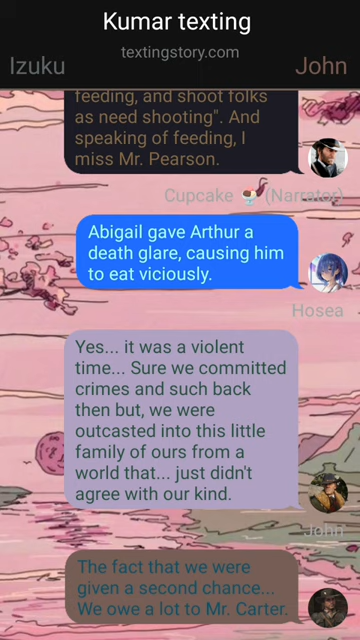 Kumar texting
textingstory.com
Izuku
John
feeding, and shoot folks
as need shooting". And
speaking of feeding, I
miss Mr. Pearson.
Cupcake 🍨 (Narrator)
Abigail gave Arthur a
death glare, causing him
to eat viciously.
Hosea
Yes... it was a violent
time... Sure we committed
crimes and such back
then but, we were
outcasted into this little
family of ours from a
world that... just didn't
agree with our kind.
John
The fact that we were
given a second chance...
We owe a lot to Mr. Carter.